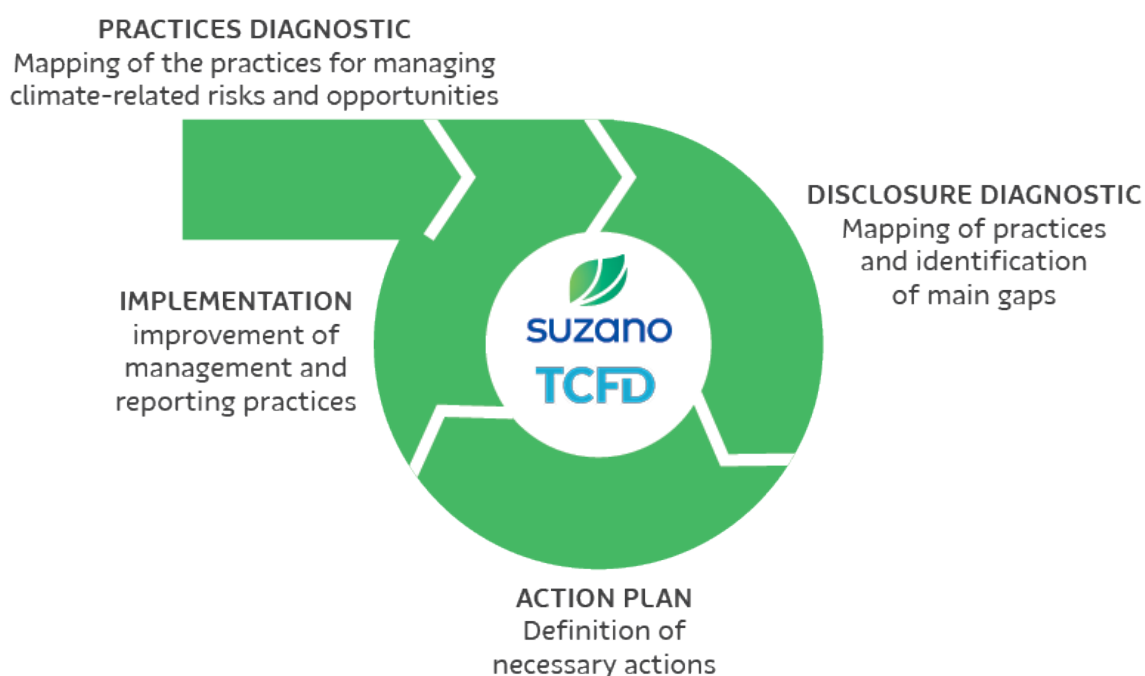 PRACTICES DIAGNOSTIC
Mapping of the practices for managing
climate-related risks and opportunities
DISCLOSURE DIAGNOSTIC
Mapping of practices
and identification
of main gaps
IMPLEMENTATION
improvement of
management and
reporting practices
suzano
TCFD
ACTION PLAN
Definition of
necessary actions